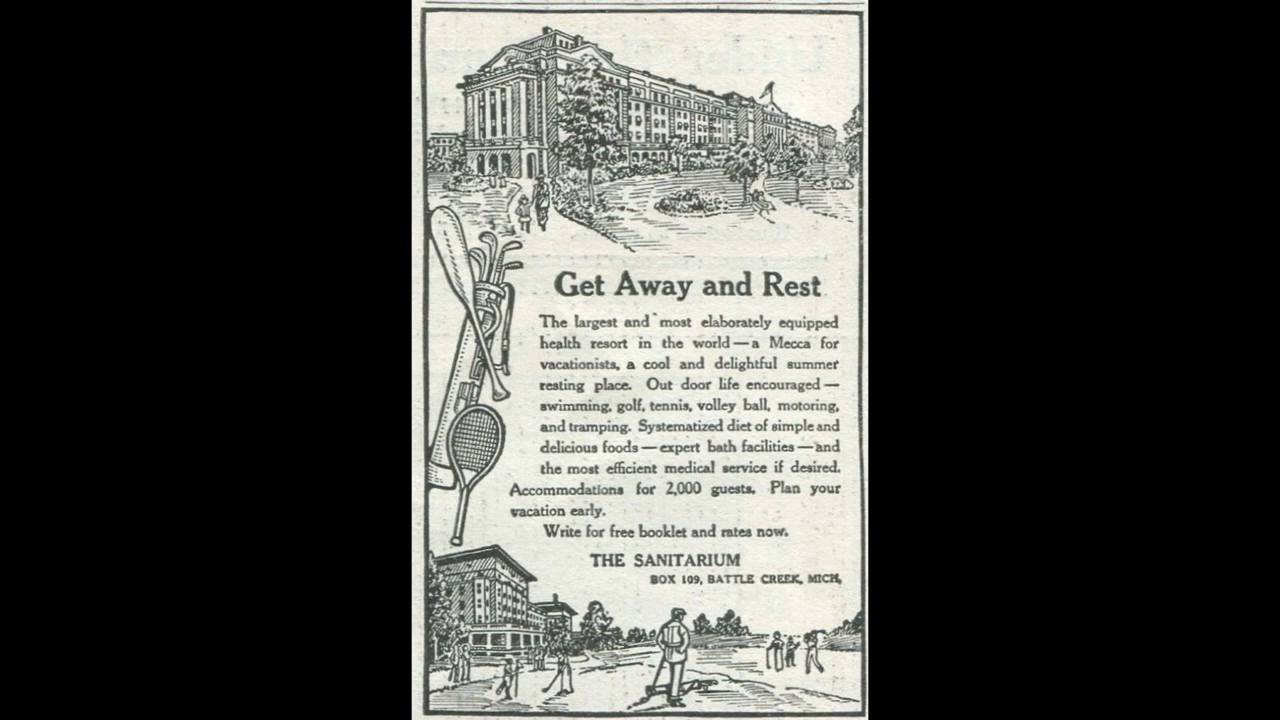 Get Away and Rest
The largest and most elaborately equipped
health resort in the world — a Mecca for
vacationists, a cool and delightful summer
resting place. Out door life encouraged —
swimming, golf, tennis, volley ball, motoring,
and tramping. Systematized diet of simple and
delicious foods — expert bath facilities — and
the most efficient medical service if desired.
Accommodations for 2,000 guests. Plan your
vacation early.
Write for free booklet and rates now.
THE SANITARIUM
BOX 109, BATTLE CREEK, MICH.